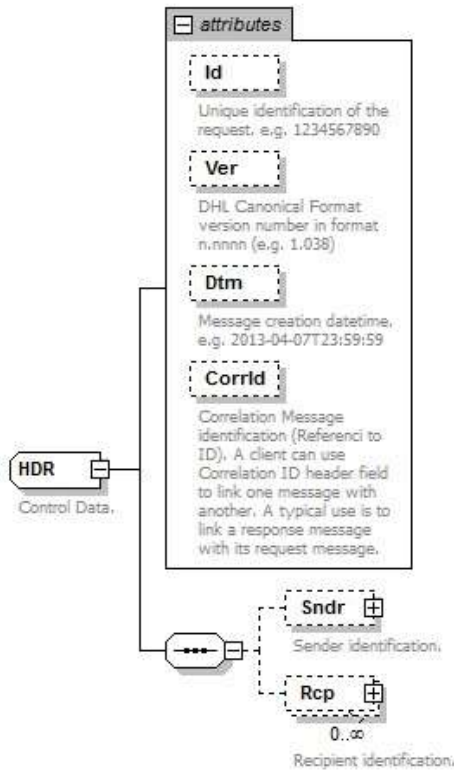 attributes
Id
Unique identification of the
request. e.g. 1234567890
Ver
DHL Canonical Format
version number in format
n.nnnn (e.g. 1.038)
Dtm
Message creation datetime.
e.g. 2013-04-07T23:59:59
CorrId
Correlation Message
identification (Referenci to
ID). A client can use
Correlation ID header field
to link one message with
another. A typical use is to
link a response message
with its request message.
HDR
Control Data.
Sndr
Sender identification.
Rcp
0..∞
Recipient identification.